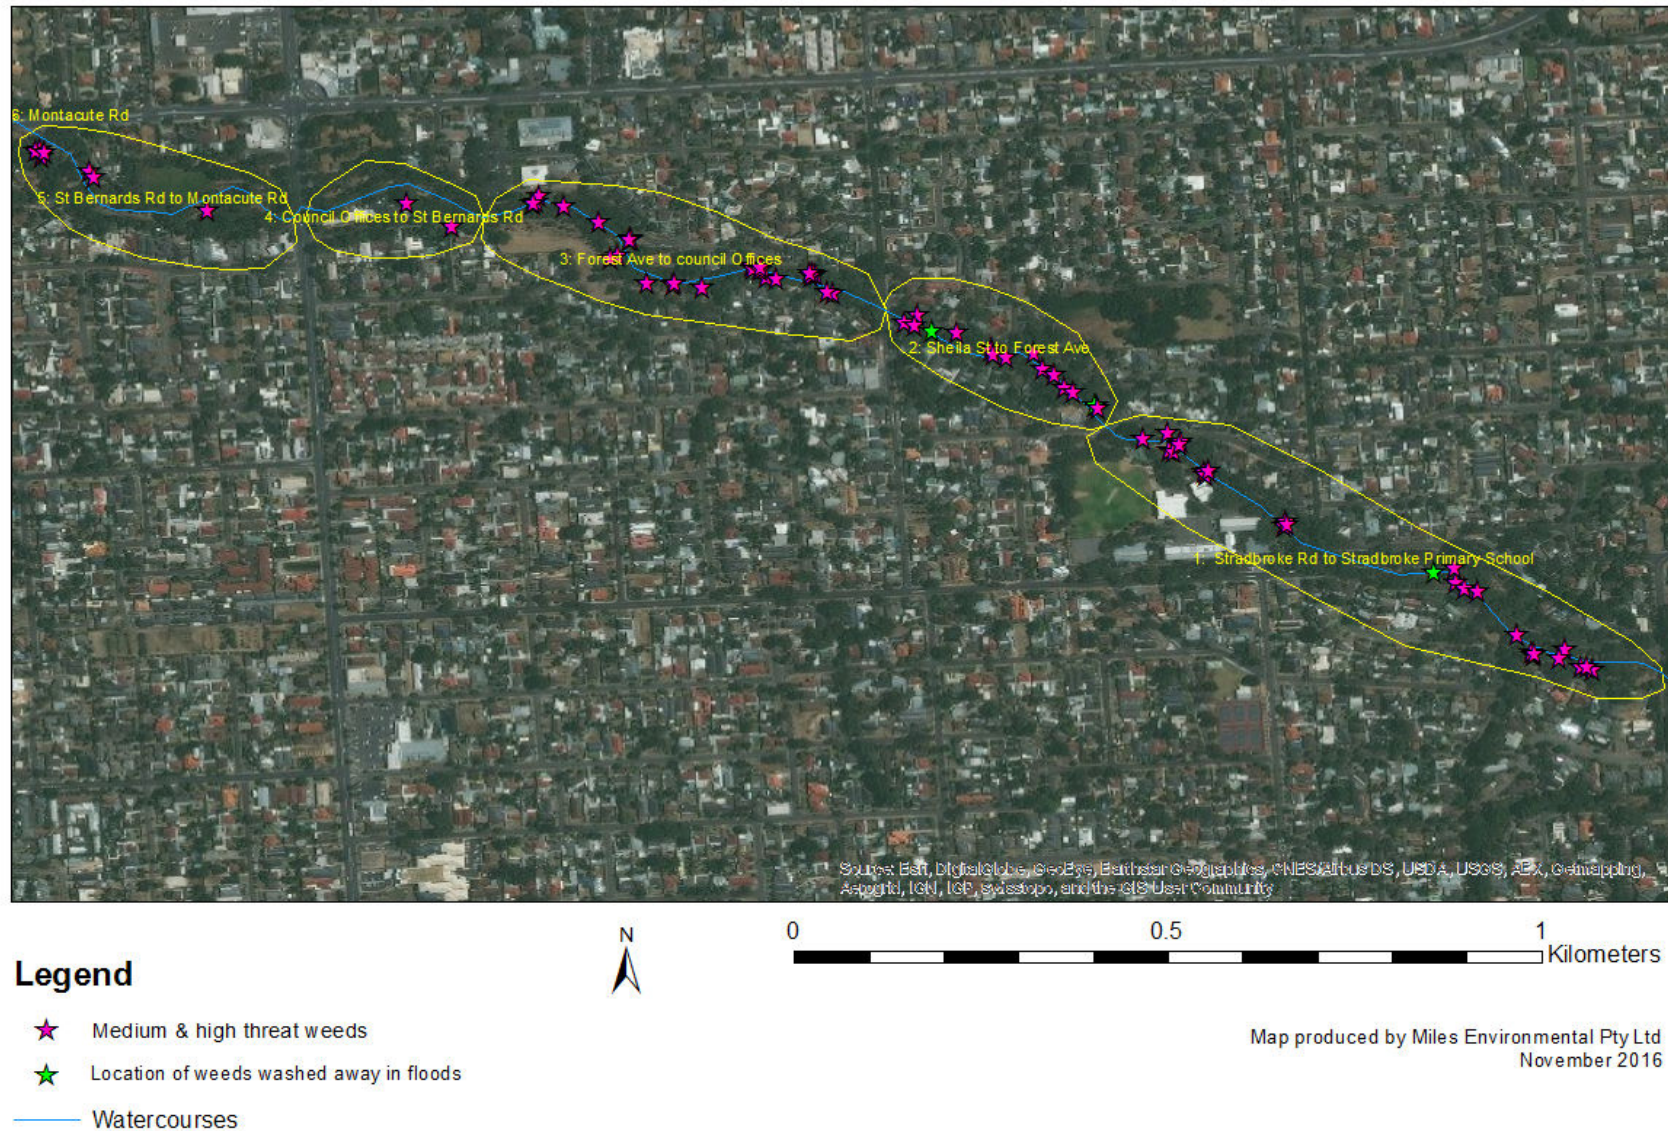 6: Montacute Rd
5: St Bernards Rd to Montacute Rd
4: Council Offices to St Bernards Rd
3: Forest Ave to council Offices
2: Sheila St to Forest Ave
1: Stradbroke Rd to Stradbroke Primary School
Source: Esri, DigitalGlobe, GeoEye, Earthstar Geographics, CNES/Airbus DS, USDA, USGS, AEX, Getmapping,
Aerogrid, IGN, IGP, swisstopo, and the GIS User Community
N
0 0.5 1
Kilometers
Legend
Medium & high threat weeds
Location of weeds washed away in floods
Watercourses
Map produced by Miles Environmental Pty Ltd
November 2016